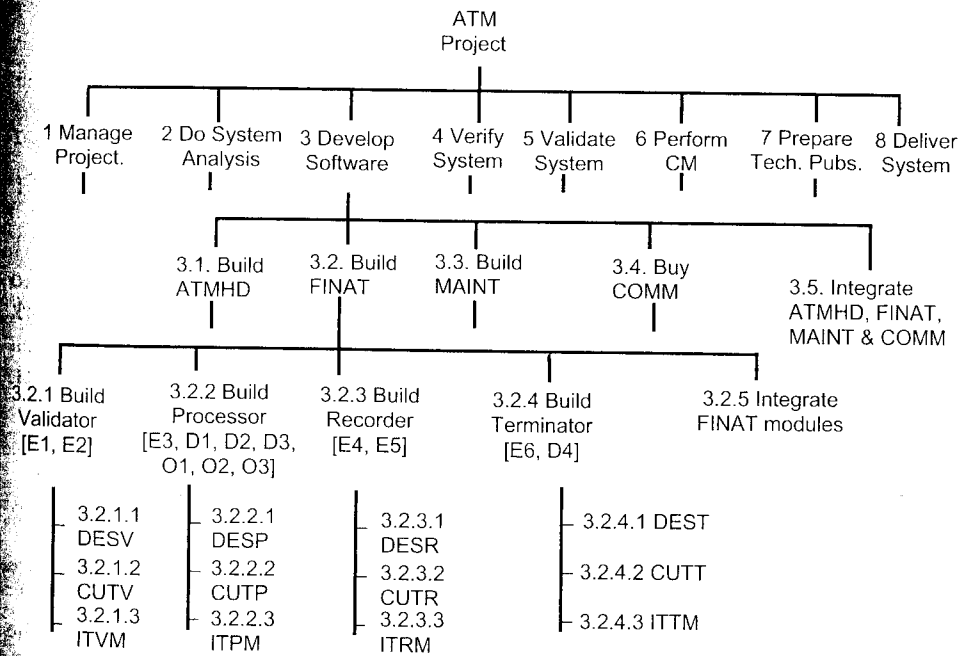 ATM
Project
1 Manage
Project.
2 Do System
Analysis
3 Develop
Software
4 Verify
System
5 Validate
System
6 Perform
CM
7 Prepare
Tech. Pubs.
8 Deliver
System
3.1. Build
ATMHD
3.2. Build
FINAT
3.3. Build
MAINT
3.4. Buy
COMM
3.5. Integrate
ATMHD, FINAT,
MAINT & COMM
3.2.1 Build
Validator
[E1, E2]
3.2.2 Build
Processor
[E3, D1, D2, D3,
O1, O2, O3]
3.2.3 Build
Recorder
[E4, E5]
3.2.4 Build
Terminator
[E6, D4]
3.2.5 Integrate
FINAT modules
3.2.1.1
DESV
3.2.1.2
CUTV
3.2.1.3
ITVM
3.2.2.1
DESP
3.2.2.2
CUTP
3.2.2.3
ITPM
3.2.3.1
DESR
3.2.3.2
CUTR
3.2.3.3
ITRM
3.2.4.1 DEST
3.2.4.2 CUTT
3.2.4.3 ITTM